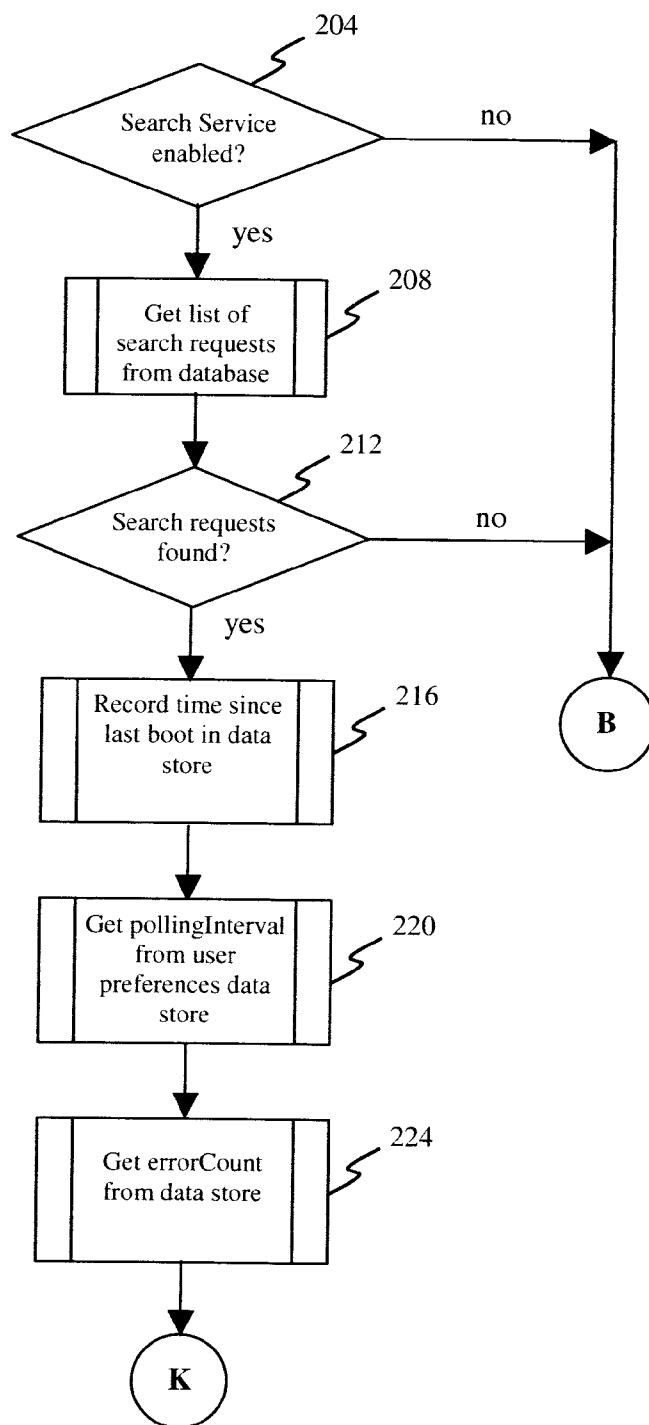 204
Search Service
enabled?
no
yes
208
Get list of
search requests
from database
212
Search requests
found?
no
yes
216
Record time since
last boot in data
store
B
220
Get pollingInterval
from user
preferences data
store
224
Get errorCount
from data store
K